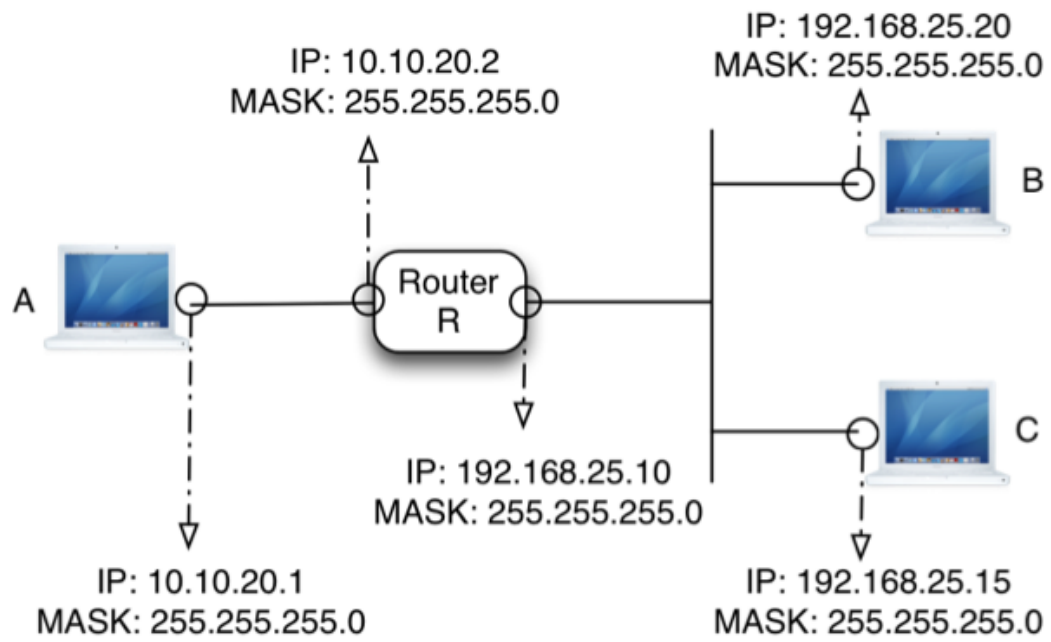 IP: 192.168.25.20
MASK: 255.255.255.0
IP: 10.10.20.2
MASK: 255.255.255.0
B
A
Router
R
C
IP: 192.168.25.10
MASK: 255.255.255.0
IP: 10.10.20.1
MASK: 255.255.255.0
IP: 192.168.25.15
MASK: 255.255.255.0